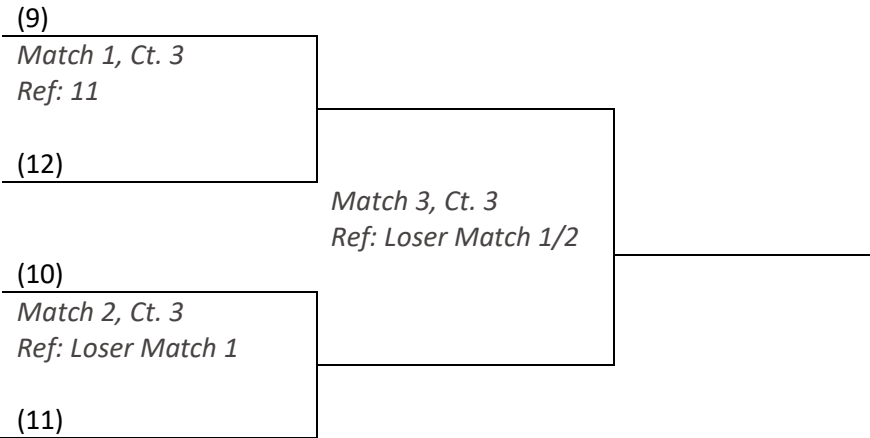 (9)
Match 1, Ct. 3
Ref: 11
(12)
Match 3, Ct. 3
Ref: Loser Match 1/2
(10)
Match 2, Ct. 3
Ref: Loser Match 1
(11)